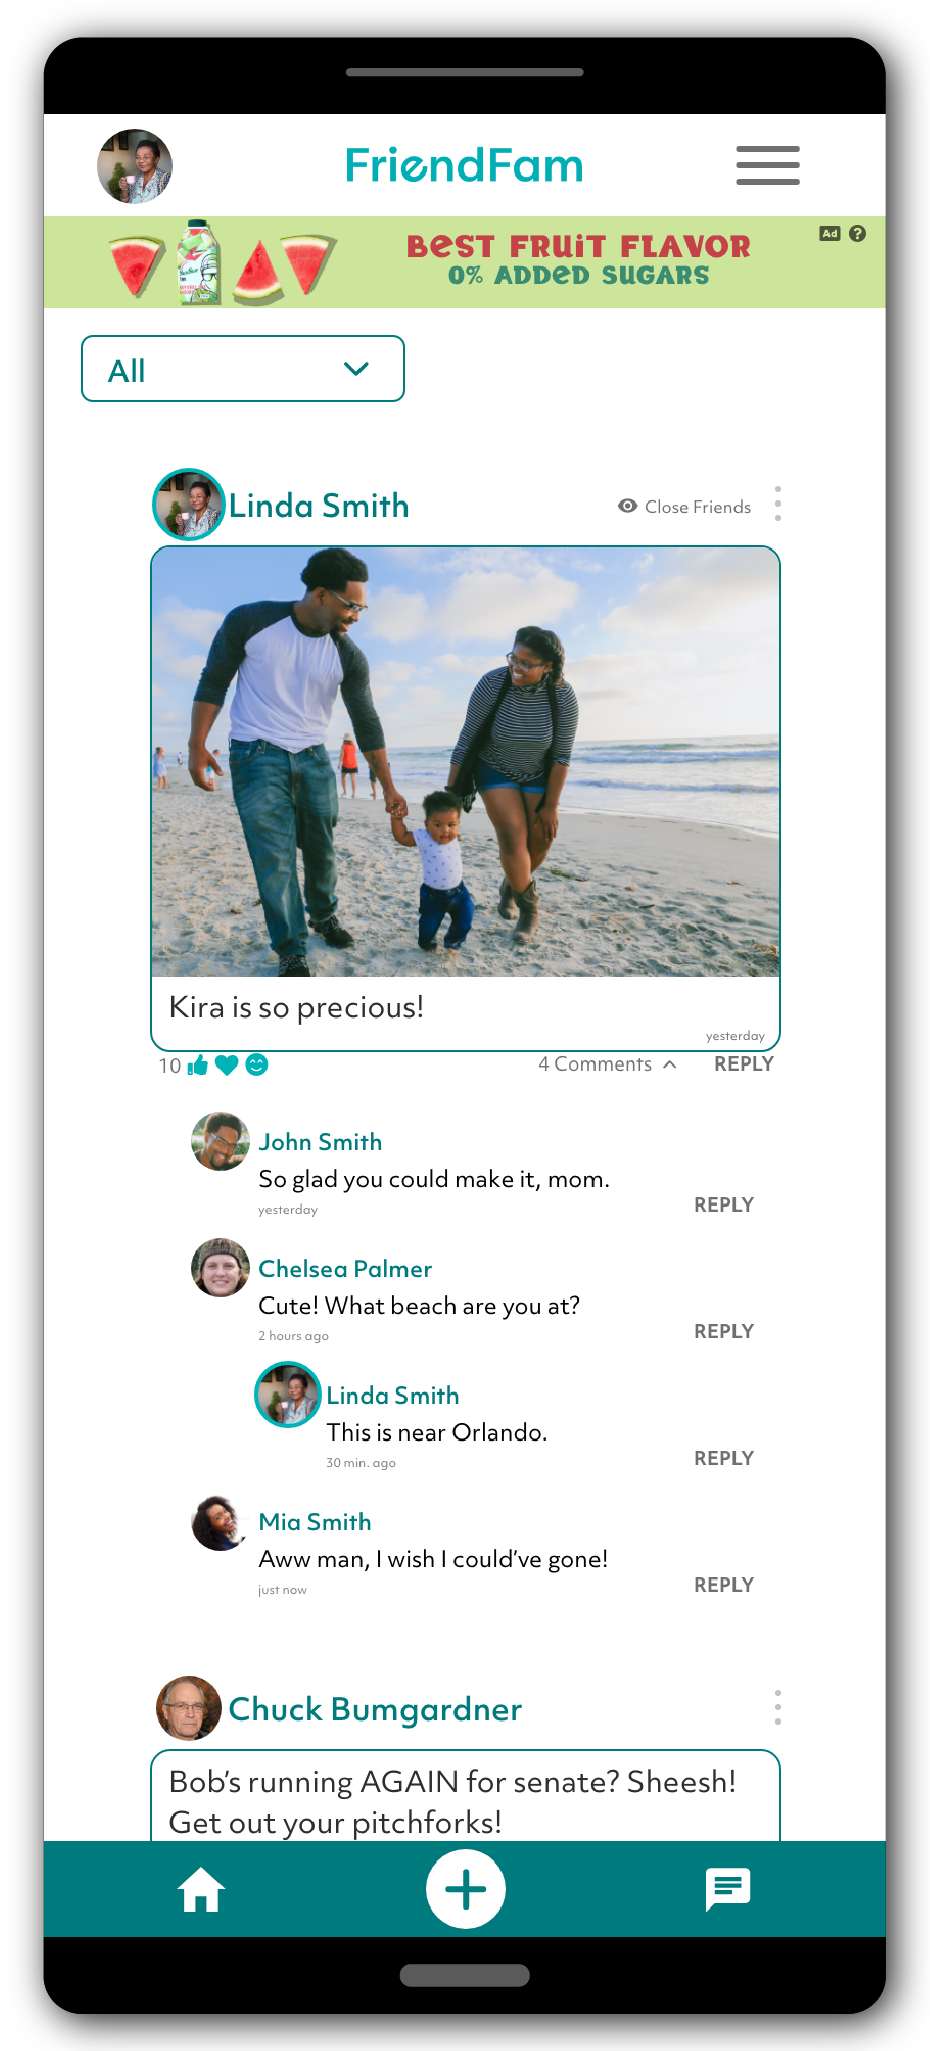 FriendFam
BEST FRUIT FLAVOR
0% ADDED SUGARS
Ad ?
All
Linda Smith
Close Friends
Kira is so precious!
yesterday
10
4 Comments
REPLY
John Smith
So glad you could make it, mom.
yesterday
REPLY
Chelsea Palmer
Cute! What beach are you at?
2 hours ago
REPLY
Linda Smith
This is near Orlando.
30 min. ago
REPLY
Mia Smith
Aww man, I wish I could’ve gone!
just now
REPLY
Chuck Bumgardner
Bob’s running AGAIN for senate? Sheesh!
Get out your pitchforks!